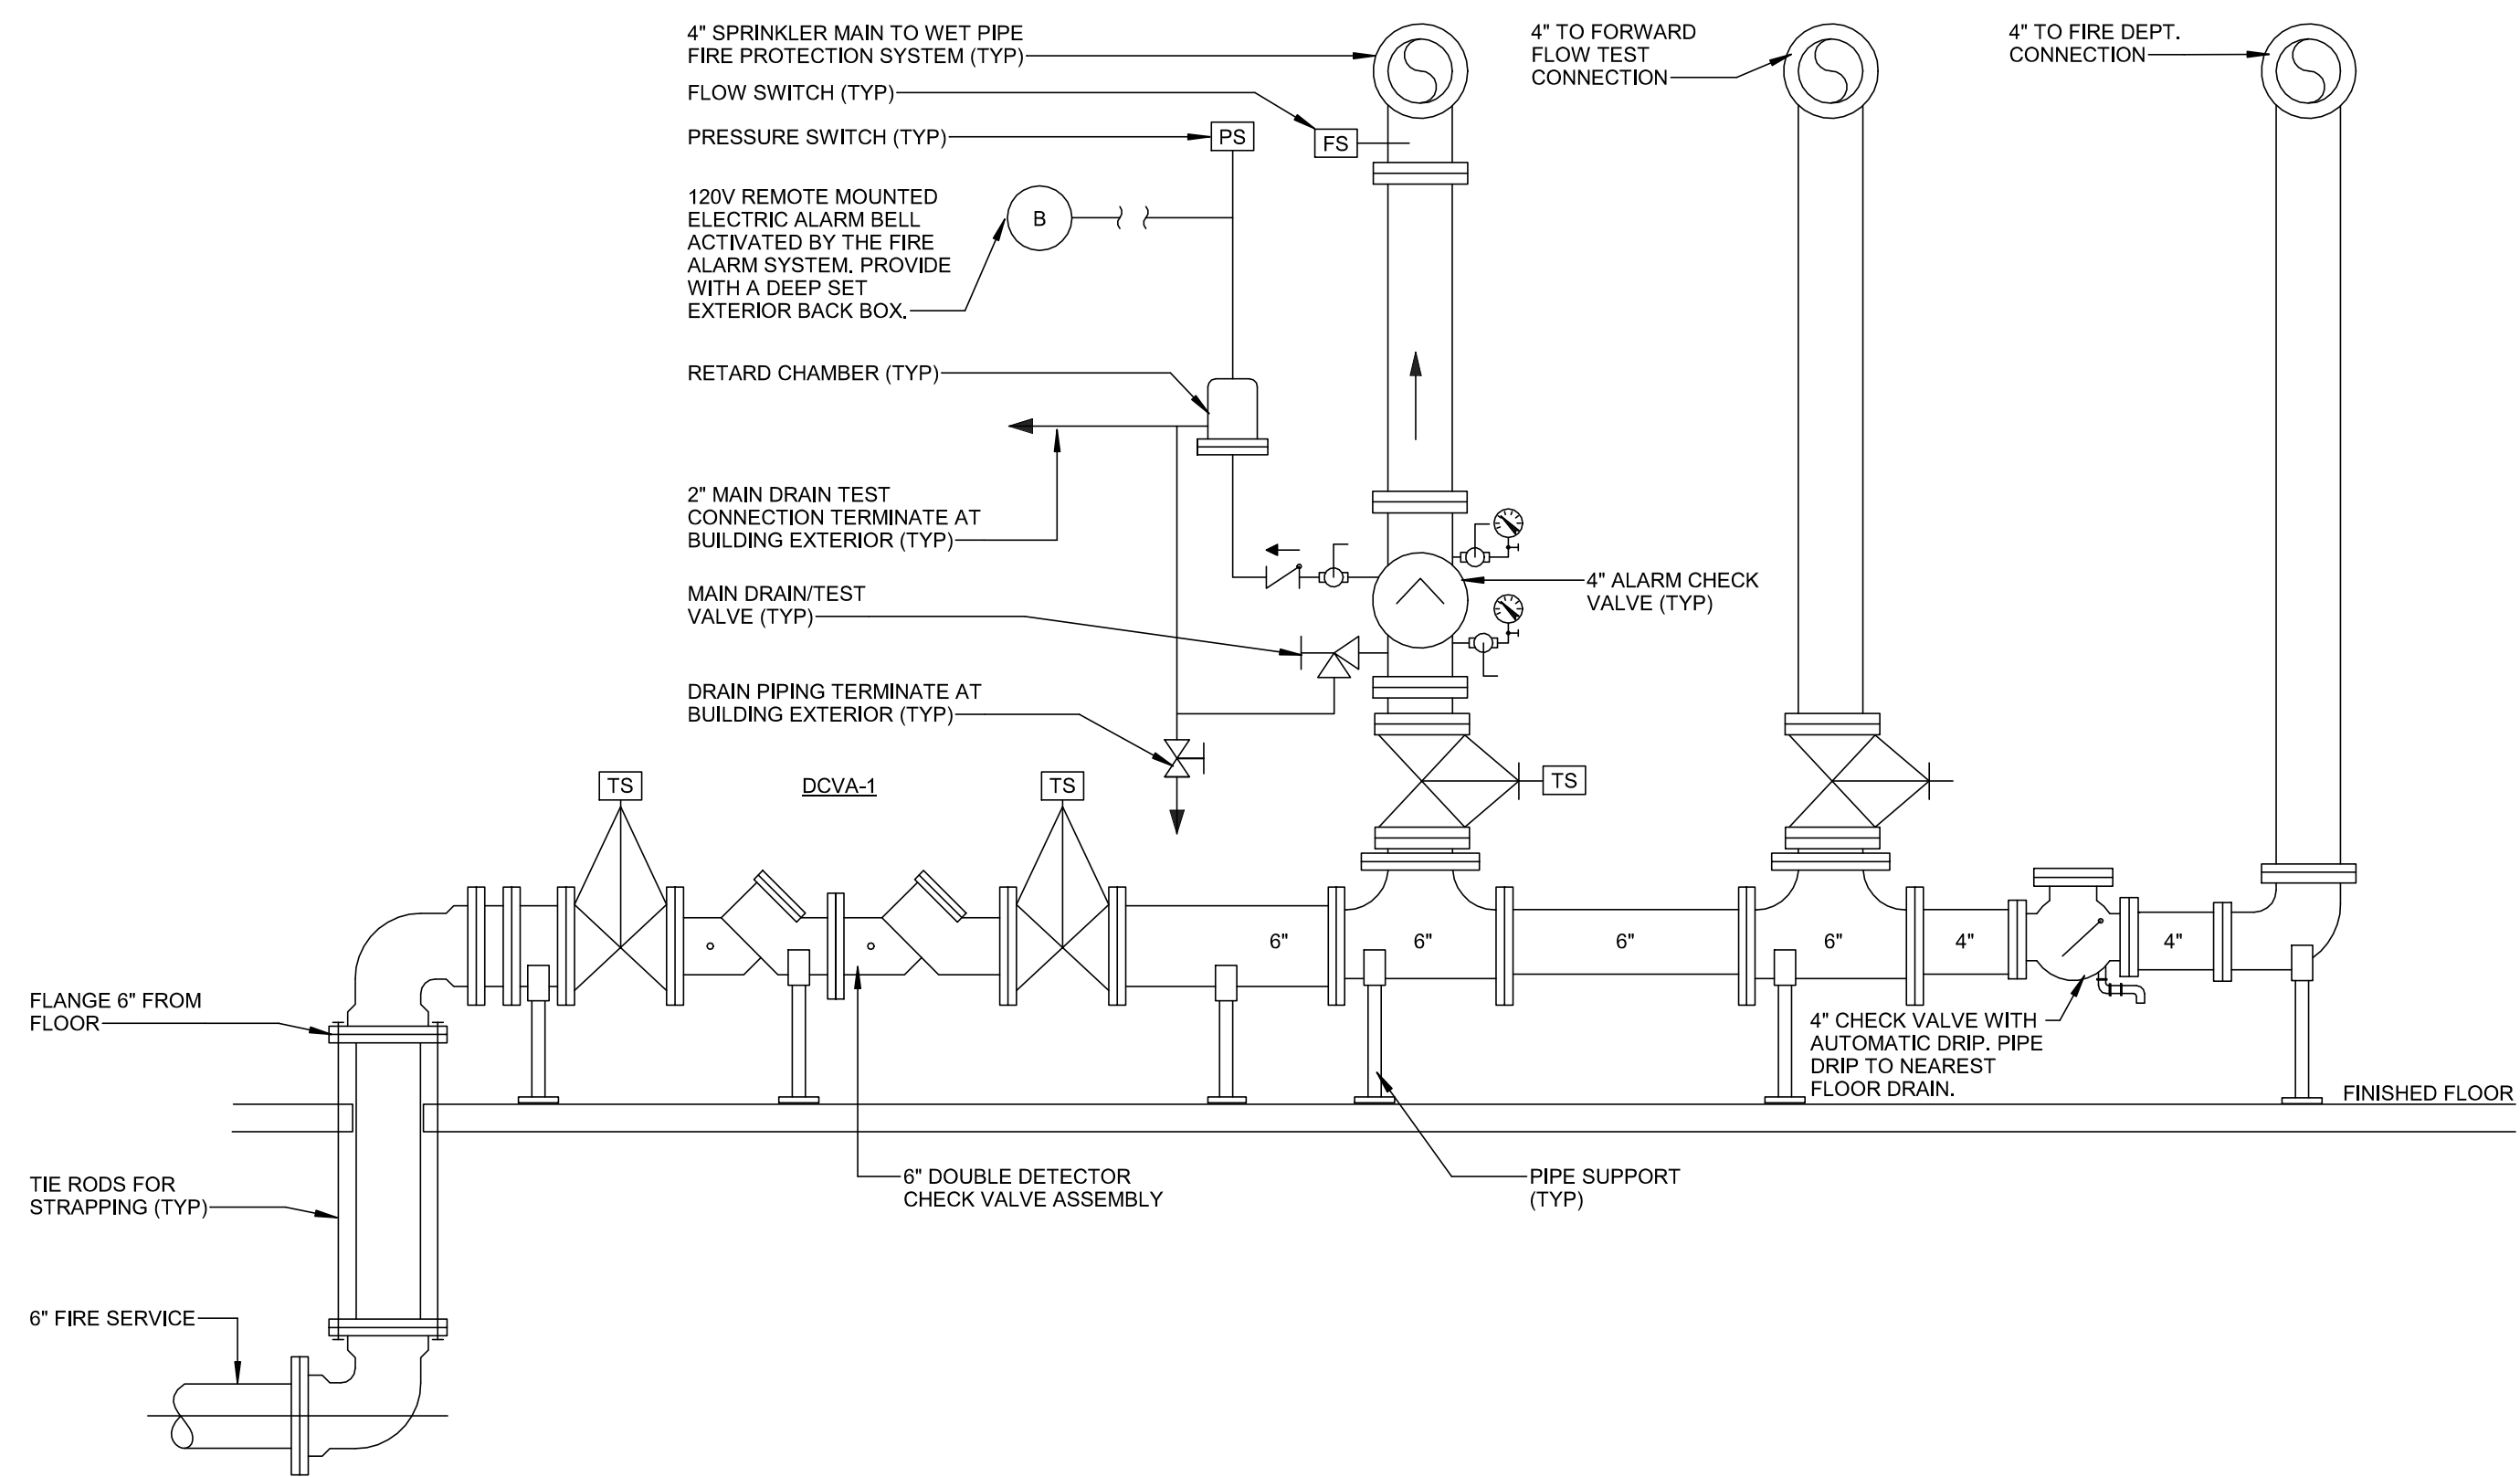 4" SPRINKLER MAIN TO WET PIPE
FIRE PROTECTION SYSTEM (TYP)
FLOW SWITCH (TYP)
PRESSURE SWITCH (TYP)
PS
FS
120V REMOTE MOUNTED
ELECTRIC ALARM BELL
ACTIVATED BY THE FIRE
ALARM SYSTEM. PROVIDE
WITH A DEEP SET
EXTERIOR BACK BOX.
B
RETARD CHAMBER (TYP)
2" MAIN DRAIN TEST
CONNECTION TERMINATE AT
BUILDING EXTERIOR (TYP)
MAIN DRAIN/TEST
VALVE (TYP)
DRAIN PIPING TERMINATE AT
BUILDING EXTERIOR (TYP)
4" TO FORWARD
FLOW TEST
CONNECTION
4" TO FIRE DEPT.
CONNECTION
4" ALARM CHECK
VALVE (TYP)
TS
DCVA-1
TS
TS
6"
6"
6"
6"
4"
4"
FLANGE 6" FROM
FLOOR
4" CHECK VALVE WITH
AUTOMATIC DRIP. PIPE
DRIP TO NEAREST
FLOOR DRAIN.
FINISHED FLOOR
TIE RODS FOR
STRAPPING (TYP)
6" DOUBLE DETECTOR
CHECK VALVE ASSEMBLY
PIPE SUPPORT
(TYP)
6" FIRE SERVICE